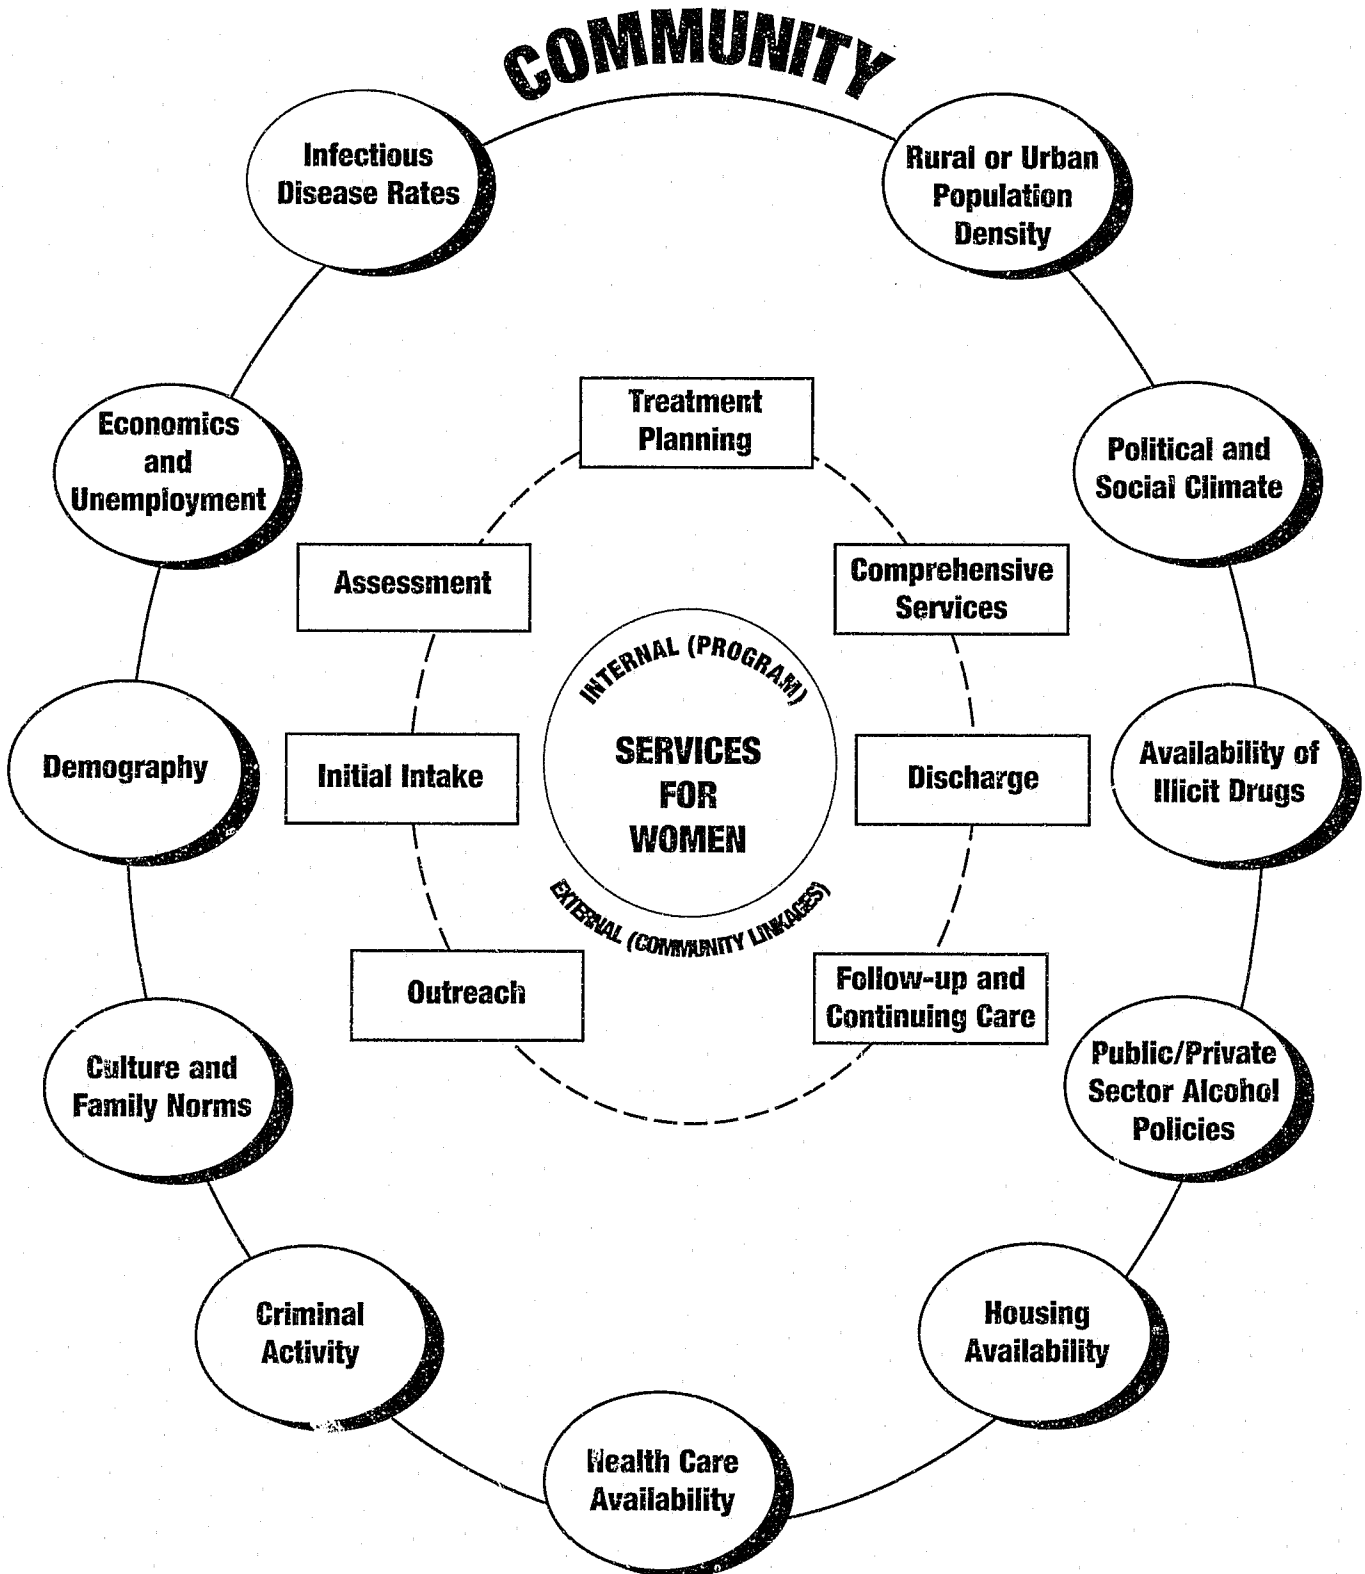 COMMUNITY
Infectious
Disease Rates
Rural or Urban
Population
Density
Economics
and
Unemployment
Treatment
Planning
Political and
Social Climate
Assessment
Comprehensive
Services
INTERNAL (PROGRAM)
SERVICES
FOR
WOMEN
EXTERNAL (COMMUNITY LINKAGES)
Demography
Initial Intake
Discharge
Availability of
Illicit Drugs
Outreach
Follow-up and
Continuing Care
Culture and
Family Norms
Public/Private
Sector Alcohol
Policies
Criminal
Activity
Housing
Availability
Health Care
Availability